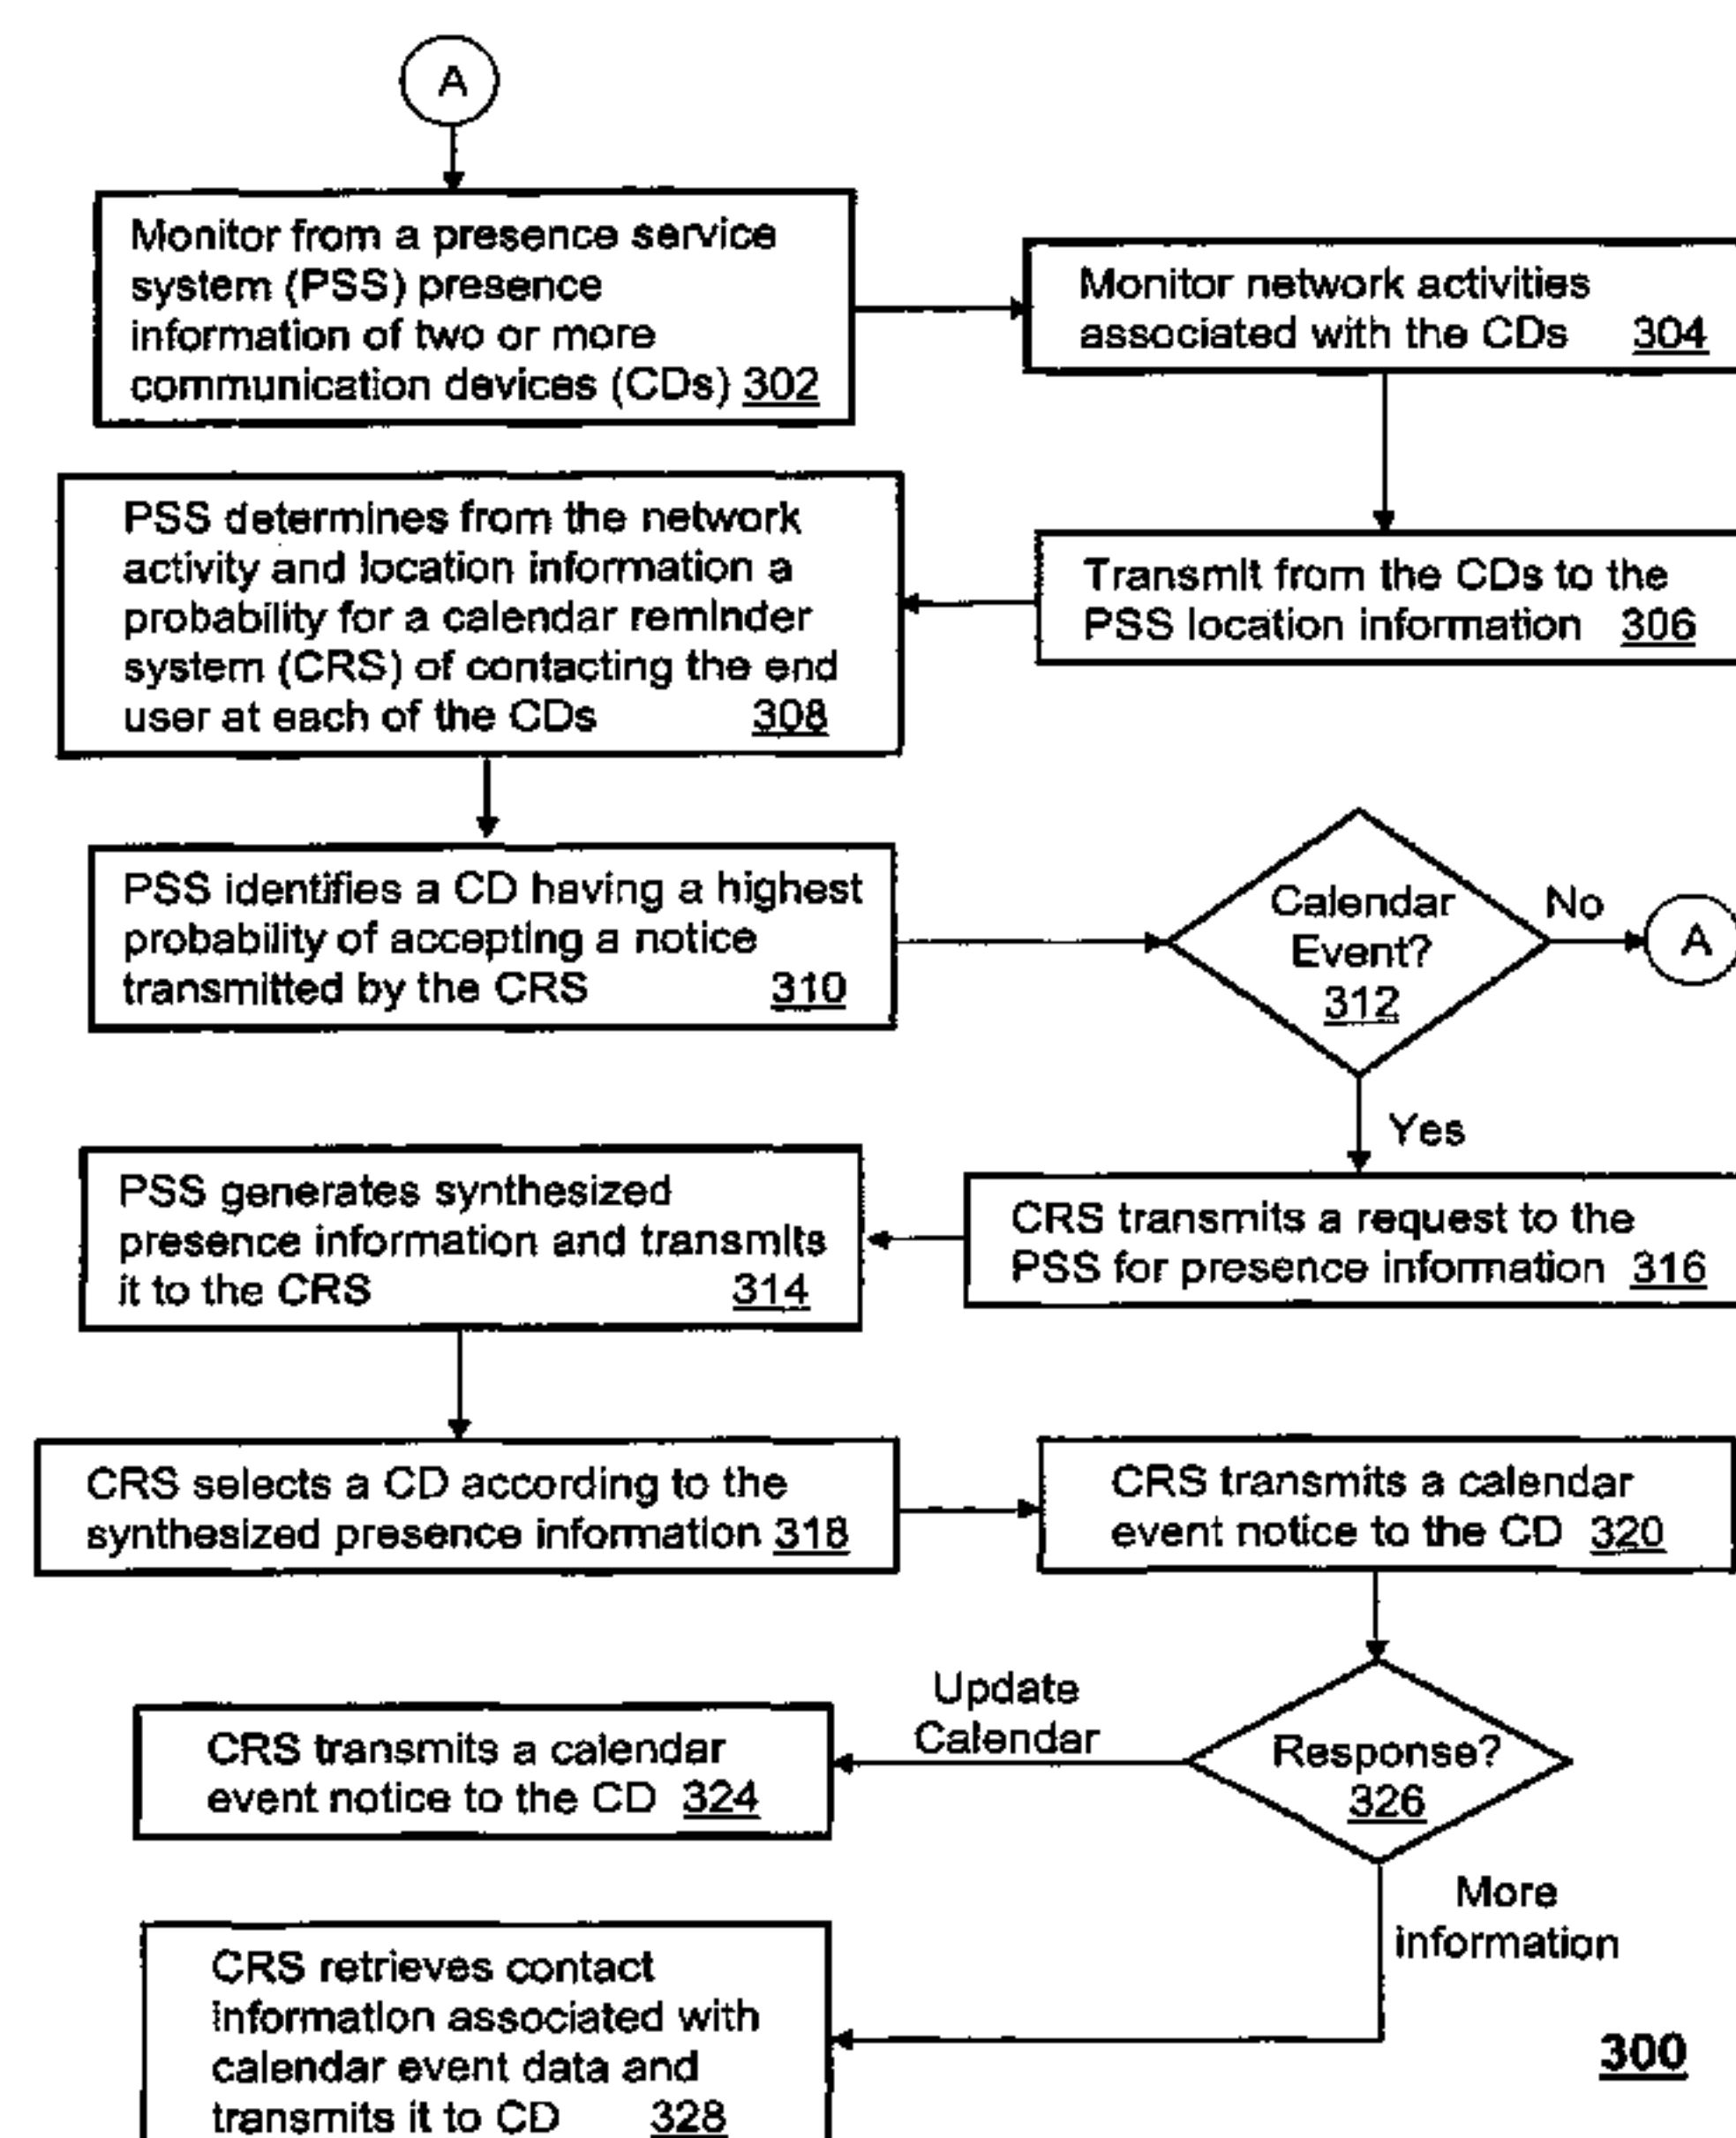 A
Monitor from a presence service
system (PSS) presence
information of two or more
communication devices (CDs) 302
Monitor network activities
associated with the CDs 304
Transmit from the CDs to the
PSS location information 306
PSS determines from the network
activity and location information a
probability for a calendar reminder
system (CRS) of contacting the end
user at each of the CDs 308
PSS identifies a CD having a highest
probability of accepting a notice
transmitted by the CRS 310
Calendar
Event?
312
No
A
Yes
CRS transmits a request to the
PSS for presence information 316
PSS generates synthesized
presence information and transmits
it to the CRS 314
CRS selects a CD according to the
synthesized presence information 318
CRS transmits a calendar
event notice to the CD 320
Response?
326
Update
Calendar
CRS transmits a calendar
event notice to the CD 324
More
information
CRS retrieves contact
information associated with
calendar event data and
transmits it to CD 328
300